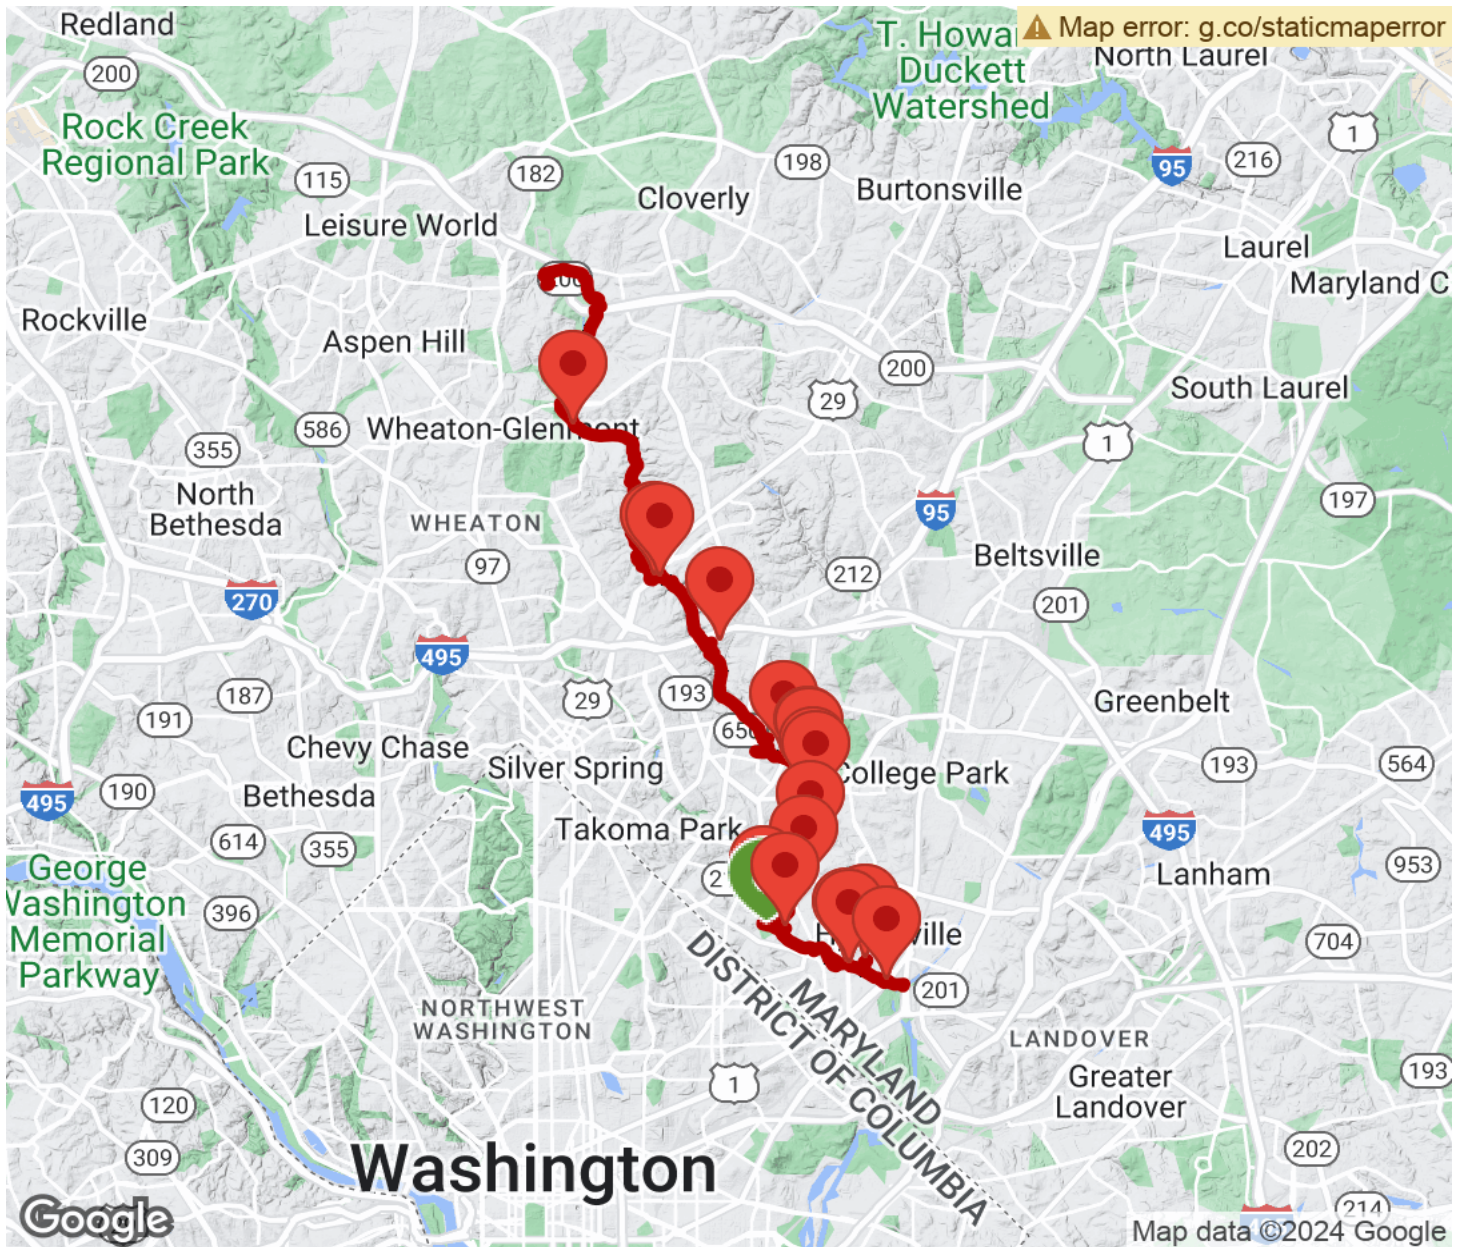 Redland
T. Howa
Map error: g.co/staticmaperror
North Laurel
200
Duckett
Watershed
Rock Creek
Regional Park
1
198
95
216
115
182
Cloverly
Burtonsville
Leisure World
Laurel
Maryland C
Rockville
Aspen Hill
200
South Laurel
29
586
Wheaton-Glenmont
355
1
North
Bethesda
197
WHEATON
95
97
212
Beltsville
270
201
495
187
29
193
Greenbelt
191
650
Chevy Chase
Silver Spring
College Park
193
564
495
190
Bethesda
Takoma Park
495
614
355
George
Washington
Memorial
Parkway
953
Lanham
396
ville
704
DISTRICT OF COLUMBIA
MARYLAND
201
NORTHWEST
WASHINGTON
LANDOVER
1
Greater
Landover
193
120
309
Washington
202
214
Google
Map data ©2024 Google